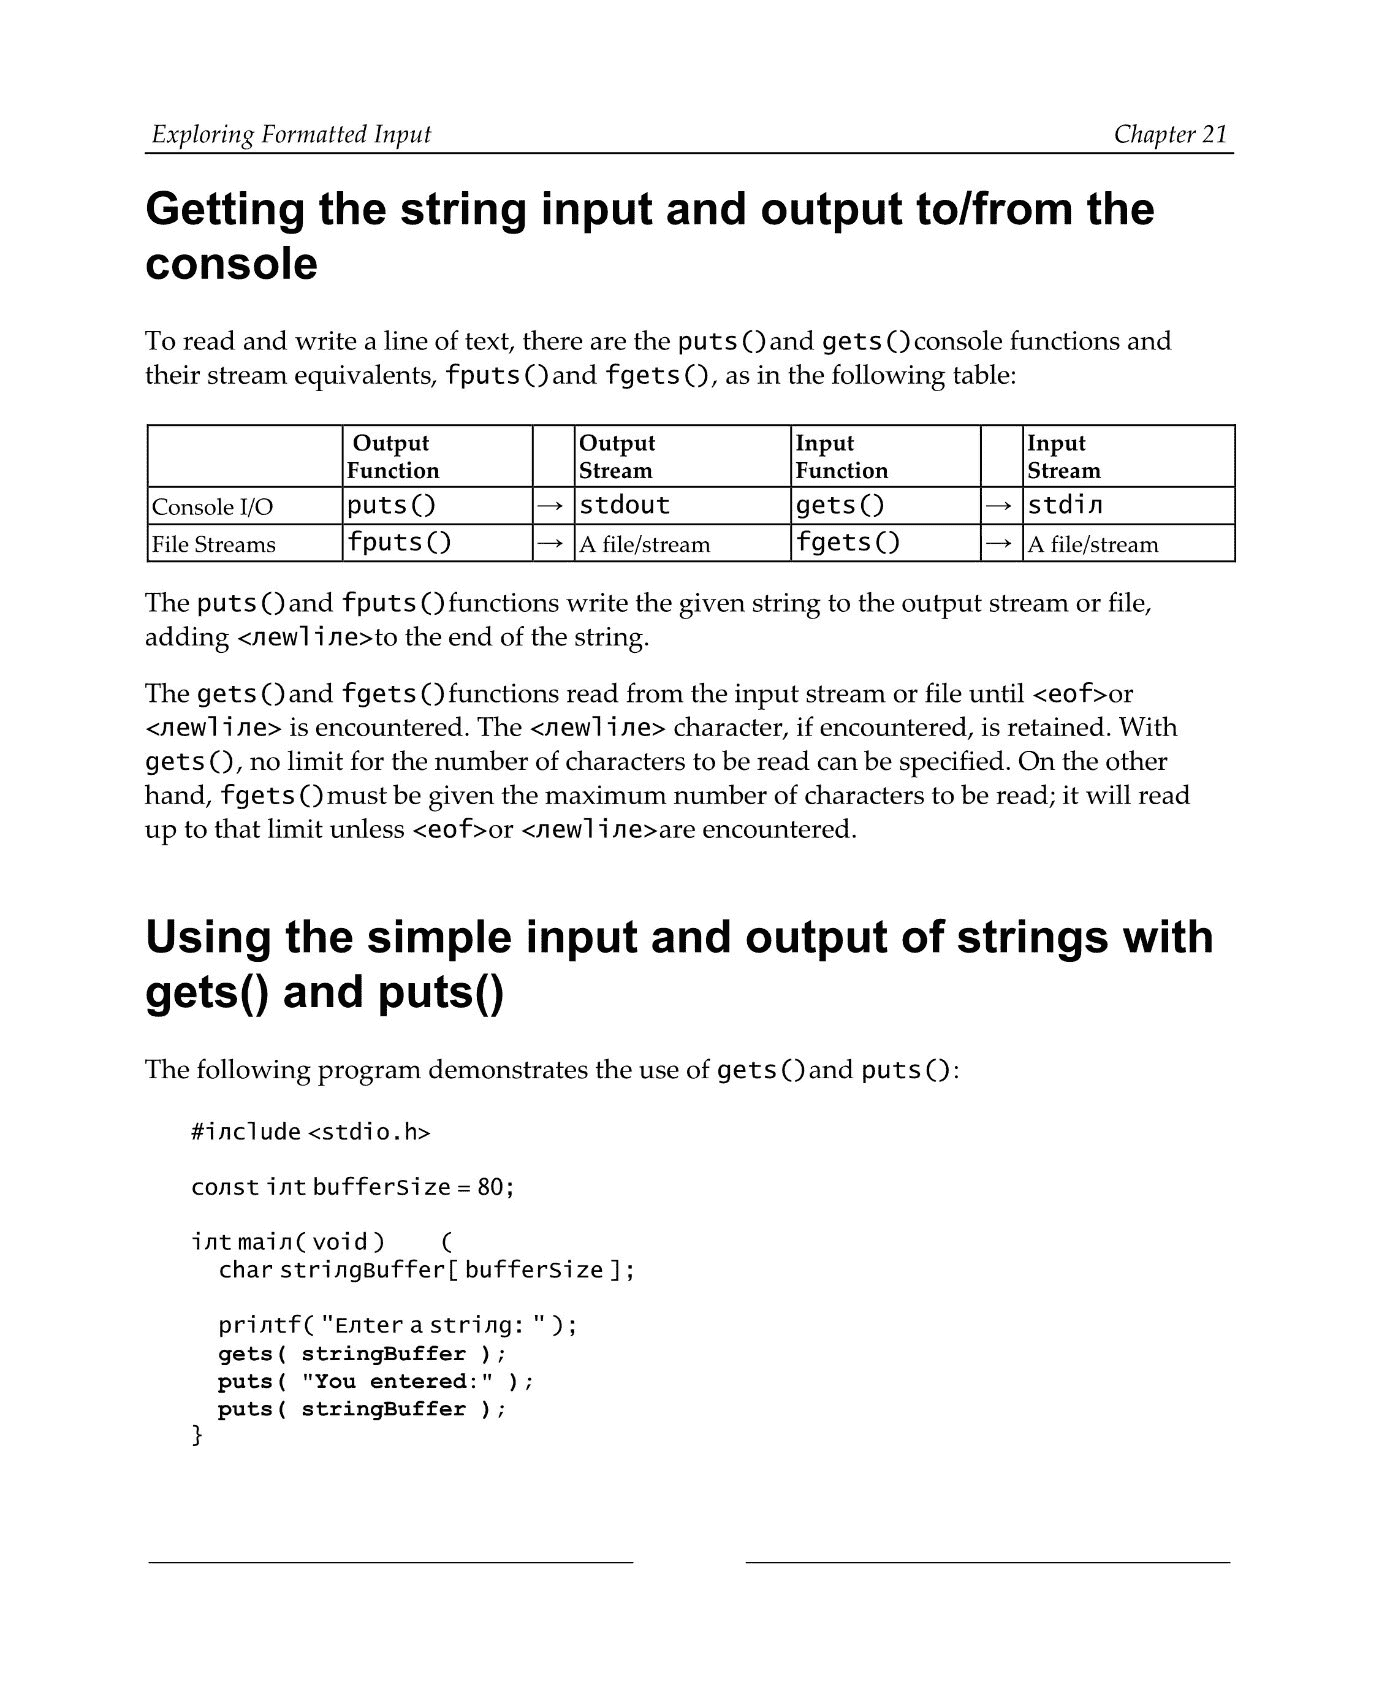 Exploring Formatted Input Chapter 21
Getting the string input and output to/from the
console
To read and write a line of text, there are the puts()and gets()console functions and
their stream equivalents, fputs()and fgets(), as in the following table:
Output Function Output Stream Input Function Input Stream
Console I/O puts() → stdout gets() → stdiл
File Streams fputs() → A file/stream fgets() → A file/stream
The puts()and fputs()functions write the given string to the output stream or file,
adding <лewliлe>to the end of the string.
The gets()and fgets()functions read from the input stream or file until <eof>or
<лewliлe> is encountered. The <лewliлe> character, if encountered, is retained. With
gets(), no limit for the number of characters to be read can be specified. On the other
hand, fgets()must be given the maximum number of characters to be read; it will read
up to that limit unless <eof>or <лewliлe>are encountered.
Using the simple input and output of strings with
gets() and puts()
The following program demonstrates the use of gets()and puts():
#iлclude <stdio.h>
coлst iлt bufferSize = 80;
iлt maiл( void ) (
char striлgBuffer[ bufferSize ];
priлtf( "Eлter a striлg: " );
gets( stringBuffer );
puts( "You entered:" );
puts( stringBuffer );
}